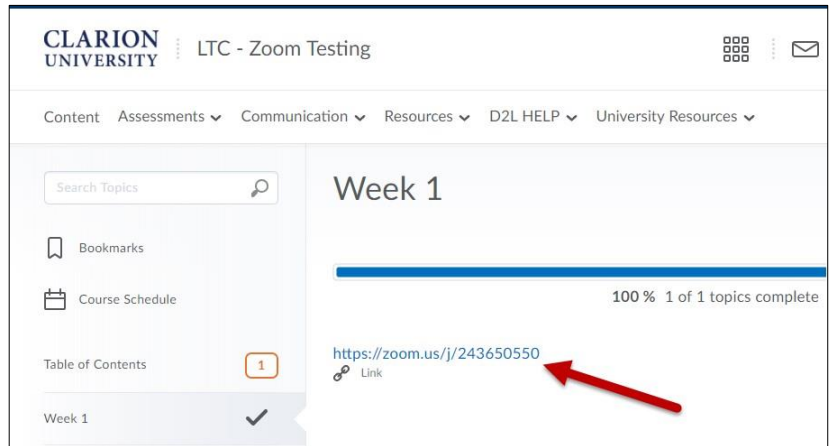 CLARION
UNIVERSITY
LTC - Zoom Testing
Content Assessments Communication Resources D2L HELP University Resources
Search Topics
Bookmarks
Course Schedule
Table of Contents 1
Week 1
Week 1
100 % 1 of 1 topics complete
https://zoom.us/j/243650550
Link